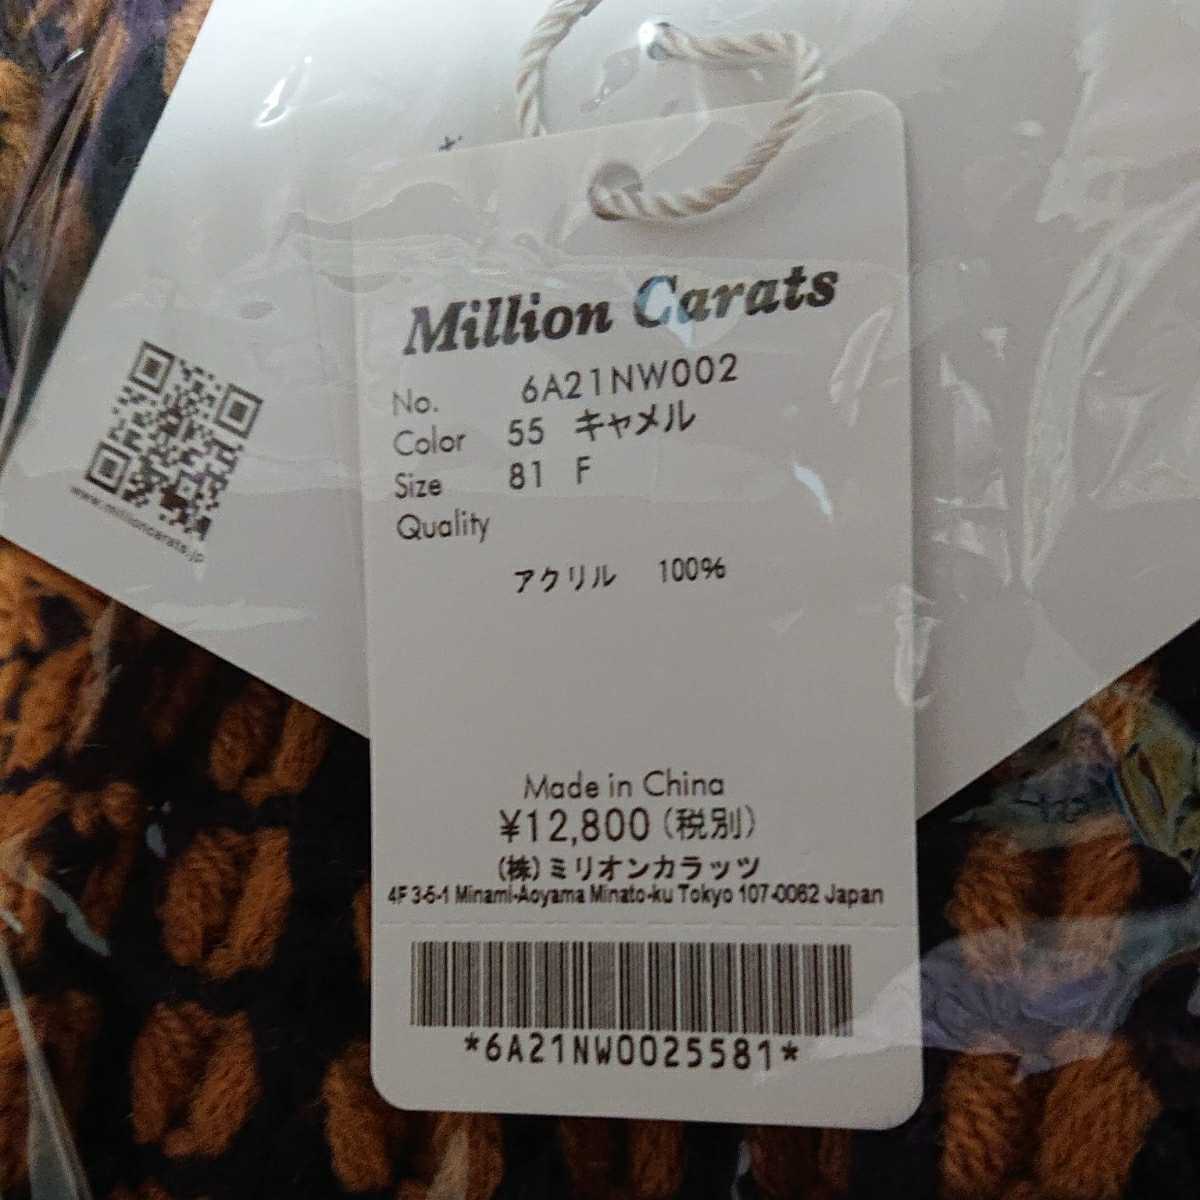 Million Carats
No. 6A21NW002
Color 55 キャメル
Size 81 F
Quality
アクリル 100%
Made in China
¥12,800(税別)
(株)ミリオンカラッツ
4F 3-5-1 Minami-Aoyama Minato-ku Tokyo 107-0062 Japan
*6A21NW0025581*
www.millioncarats.jp